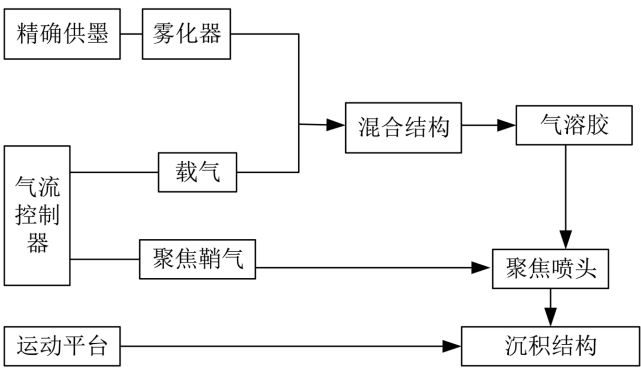 精确供墨
雾化器
混合结构
气溶胶
气流
控制
器
载气
聚焦鞘气
聚焦喷头
运动平台
沉积结构